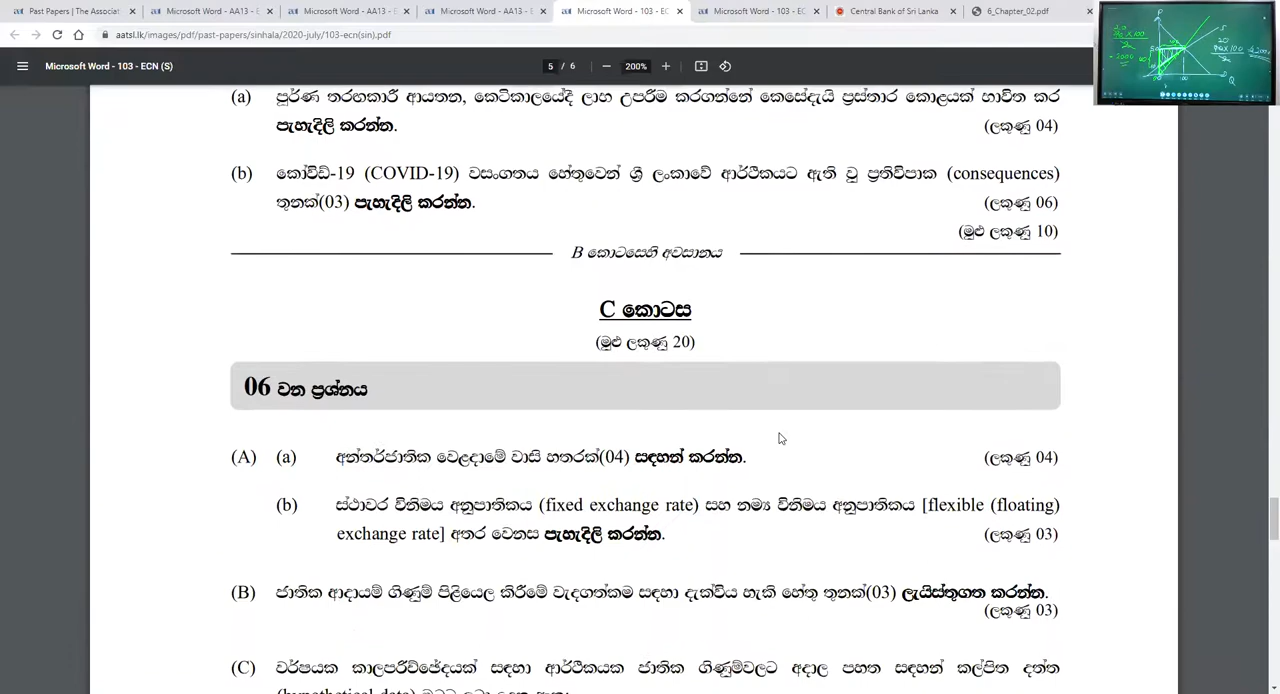 Past Papers | The Associat
Microsoft Word - AA13 - E
Microsoft Word - AA13 - E
Microsoft Word - AA13 - E
Microsoft Word - 103 - EC
Microsoft Word - 103 - EC
Central Bank of Sri Lanka
6_Chapter_02.pdf
aatsl.lk/images/pdf/past-papers/sinhala/2020-july/103-ecn(sin).pdf
Microsoft Word - 103 - ECN (S)
5 / 6
200%
(a) පූර්ණ තරඟකාරී ආයතන, කෙටිකාලයේදී ලාභ උපරිම කරගන්නේ කෙසේදැයි ප්‍රස්තාර කොළයක් භාවිත කර
පැහැදිලි කරන්න. (ලකුණු 04)
(b) කෝවිඩ්-19 (COVID-19) වසංගතය හේතුවෙන් ශ්‍රී ලංකාවේ ආර්ථිකයට ඇති වු ප්‍රතිවිපාක (consequences)
තුනක්(03) පැහැදිලි කරන්න. (ලකුණු 06)
(මුළු ලකුණු 10)
B කොටසෙහි අවසානය
C කොටස
(මුළු ලකුණු 20)
06 වන ප්‍රශ්නය
(A) (a) අන්තර්ජාතික වෙළදාමේ වාසි හතරක්(04) සඳහන් කරන්න. (ලකුණු 04)
(b) ස්ථාවර විනිමය අනුපාතිකය (fixed exchange rate) සහ නම්‍ය විනිමය අනුපාතිකය [flexible (floating)
exchange rate] අතර වෙනස පැහැදිලි කරන්න. (ලකුණු 03)
(B) ජාතික ආදායම් ගිණුම් පිළියෙල කිරීමේ වැදගත්කම සඳහා දැක්විය හැකි හේතු තුනක්(03) ලැයිස්තුගත කරන්න.
(ලකුණු 03)
(C) වර්ෂයක කාලපරිච්ඡේදයක් සඳහා ආර්ථිකයක ජාතික ගිණුම්වලට අදාල පහත සඳහන් කල්පිත දත්ත